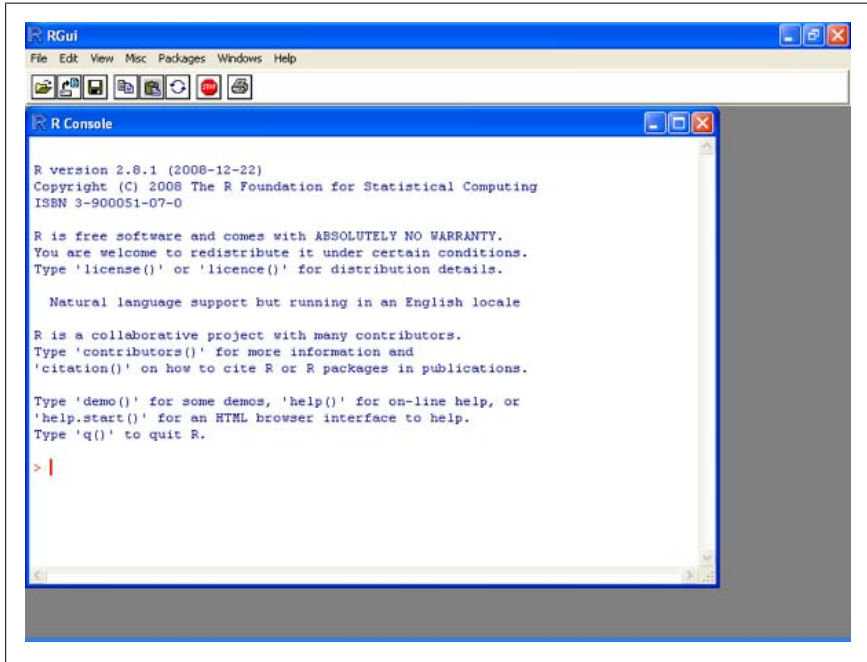 RGui
File Edit View Misc Packages Windows Help
STOP
R Console
R version 2.8.1 (2008-12-22)
Copyright (C) 2008 The R Foundation for Statistical Computing
ISBN 3-900051-07-0
R is free software and comes with ABSOLUTELY NO WARRANTY.
You are welcome to redistribute it under certain conditions.
Type 'license()' or 'licence()' for distribution details.
Natural language support but running in an English locale
R is a collaborative project with many contributors.
Type 'contributors()' for more information and
'citation()' on how to cite R or R packages in publications.
Type 'demo()' for some demos, 'help()' for on-line help, or
'help.start()' for an HTML browser interface to help.
Type 'q()' to quit R.
>